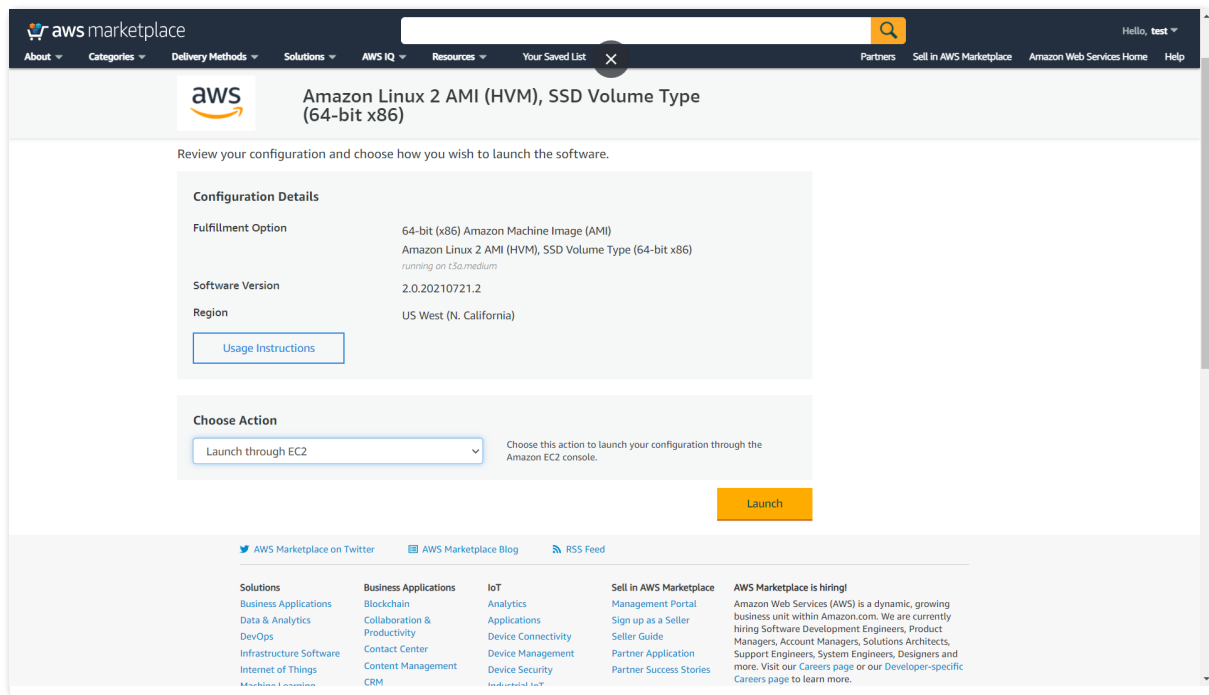 aws marketplace
Hello, test
About
Categories
Delivery Methods
Solutions
AWS IQ
Resources
Your Saved List
Partners
Sell in AWS Marketplace
Amazon Web Services Home
Help
aws
Amazon Linux 2 AMI (HVM), SSD Volume Type
(64-bit x86)
Review your configuration and choose how you wish to launch the software.
Configuration Details
Fulfillment Option
64-bit (x86) Amazon Machine Image (AMI)
Amazon Linux 2 AMI (HVM), SSD Volume Type (64-bit x86)
running on t3a.medium
Software Version
2.0.20210721.2
Region
US West (N. California)
Usage Instructions
Choose Action
Launch through EC2
Choose this action to launch your configuration through the
Amazon EC2 console.
Launch
AWS Marketplace on Twitter
AWS Marketplace Blog
RSS Feed
Solutions
Business Applications
Data & Analytics
DevOps
Infrastructure Software
Internet of Things
Machine Learning
Business Applications
Blockchain
Collaboration &
Productivity
Contact Center
Content Management
CRM
IoT
Analytics
Applications
Device Connectivity
Device Management
Device Security
Industrial IoT
Sell in AWS Marketplace
Management Portal
Sign up as a Seller
Seller Guide
Partner Application
Partner Success Stories
AWS Marketplace is hiring!
Amazon Web Services (AWS) is a dynamic, growing
business unit within Amazon.com. We are currently
hiring Software Development Engineers, Product
Managers, Account Managers, Solutions Architects,
Support Engineers, System Engineers, Designers and
more. Visit our Careers page or our Developer-specific
Careers page to learn more.